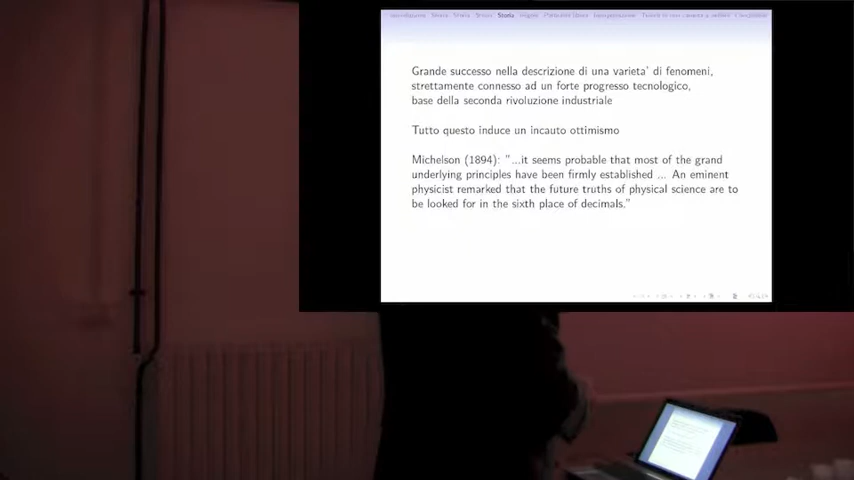 Storia
Grande successo nella descrizione di una varieta' di fenomeni,
strettamente connesso ad un forte progresso tecnologico,
base della seconda rivoluzione industriale
Tutto questo induce un incauto ottimismo
Michelson (1894): "...it seems probable that most of the grand
underlying principles have been firmly established ... An eminent
physicist remarked that the future truths of physical science are to
be looked for in the sixth place of decimals."